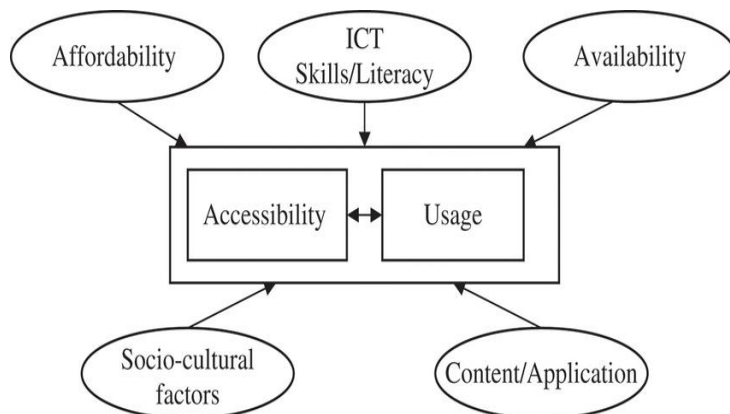 Affordability
ICT
Skills/Literacy
Availability
Accessibility
Usage
Socio-cultural
factors
Content/Application